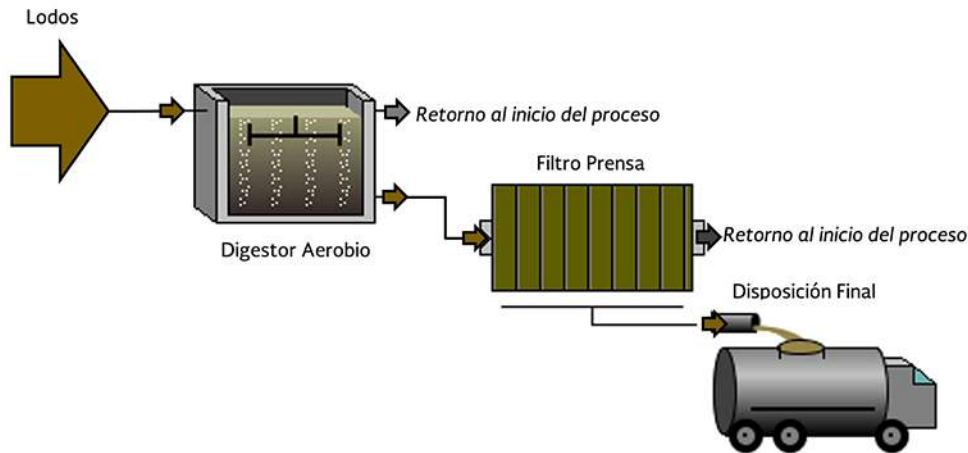 Lodos
Retorno al inicio del proceso
Filtro Prensa
Digestor Aerobio
Retorno al inicio del proceso
Disposición Final